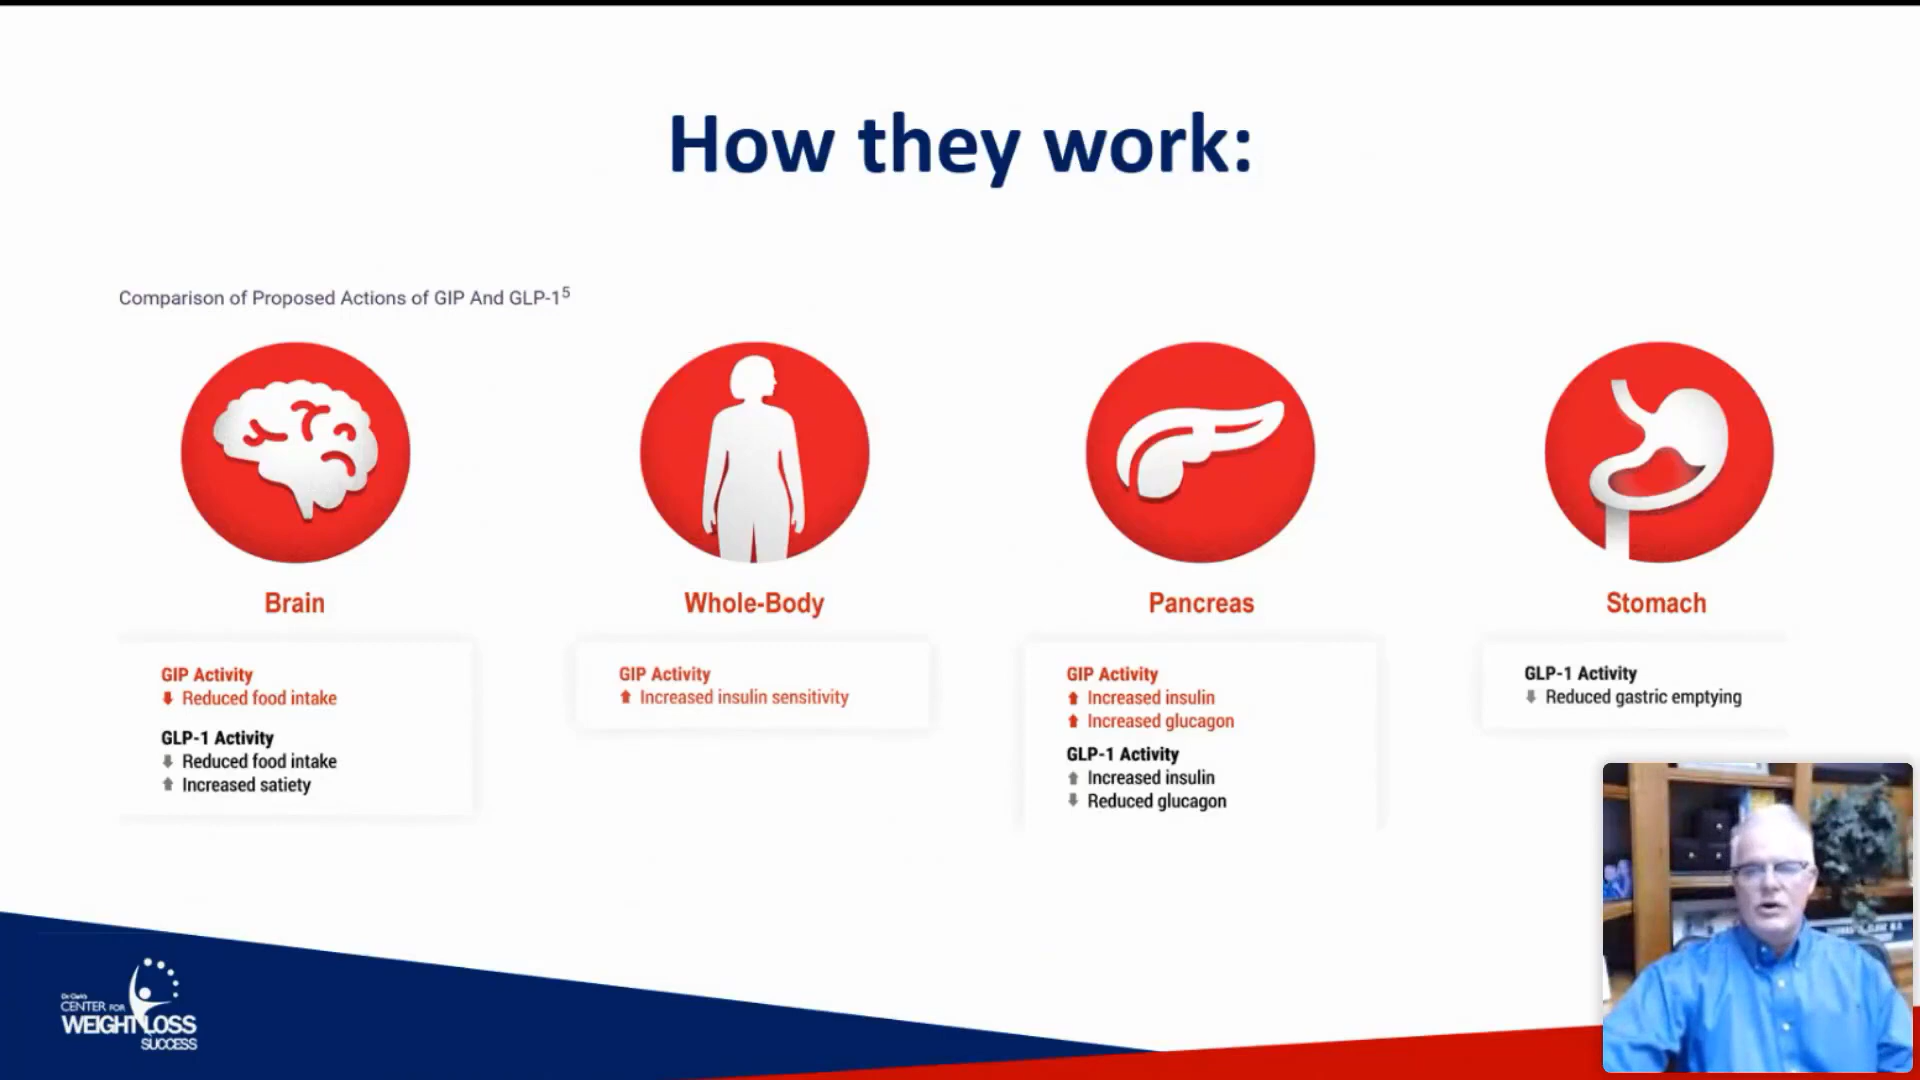 How they work:
Comparison of Proposed Actions of GIP And GLP-1⁵
Brain
GIP Activity
Reduced food intake
GLP-1 Activity
Reduced food intake
Increased satiety
Whole-Body
GIP Activity
Increased insulin sensitivity
Pancreas
GIP Activity
Increased insulin
Increased glucagon
GLP-1 Activity
Increased insulin
Reduced glucagon
Stomach
GLP-1 Activity
Reduced gastric emptying
Dr. Clark's
CENTER FOR
WEIGHT LOSS
SUCCESS